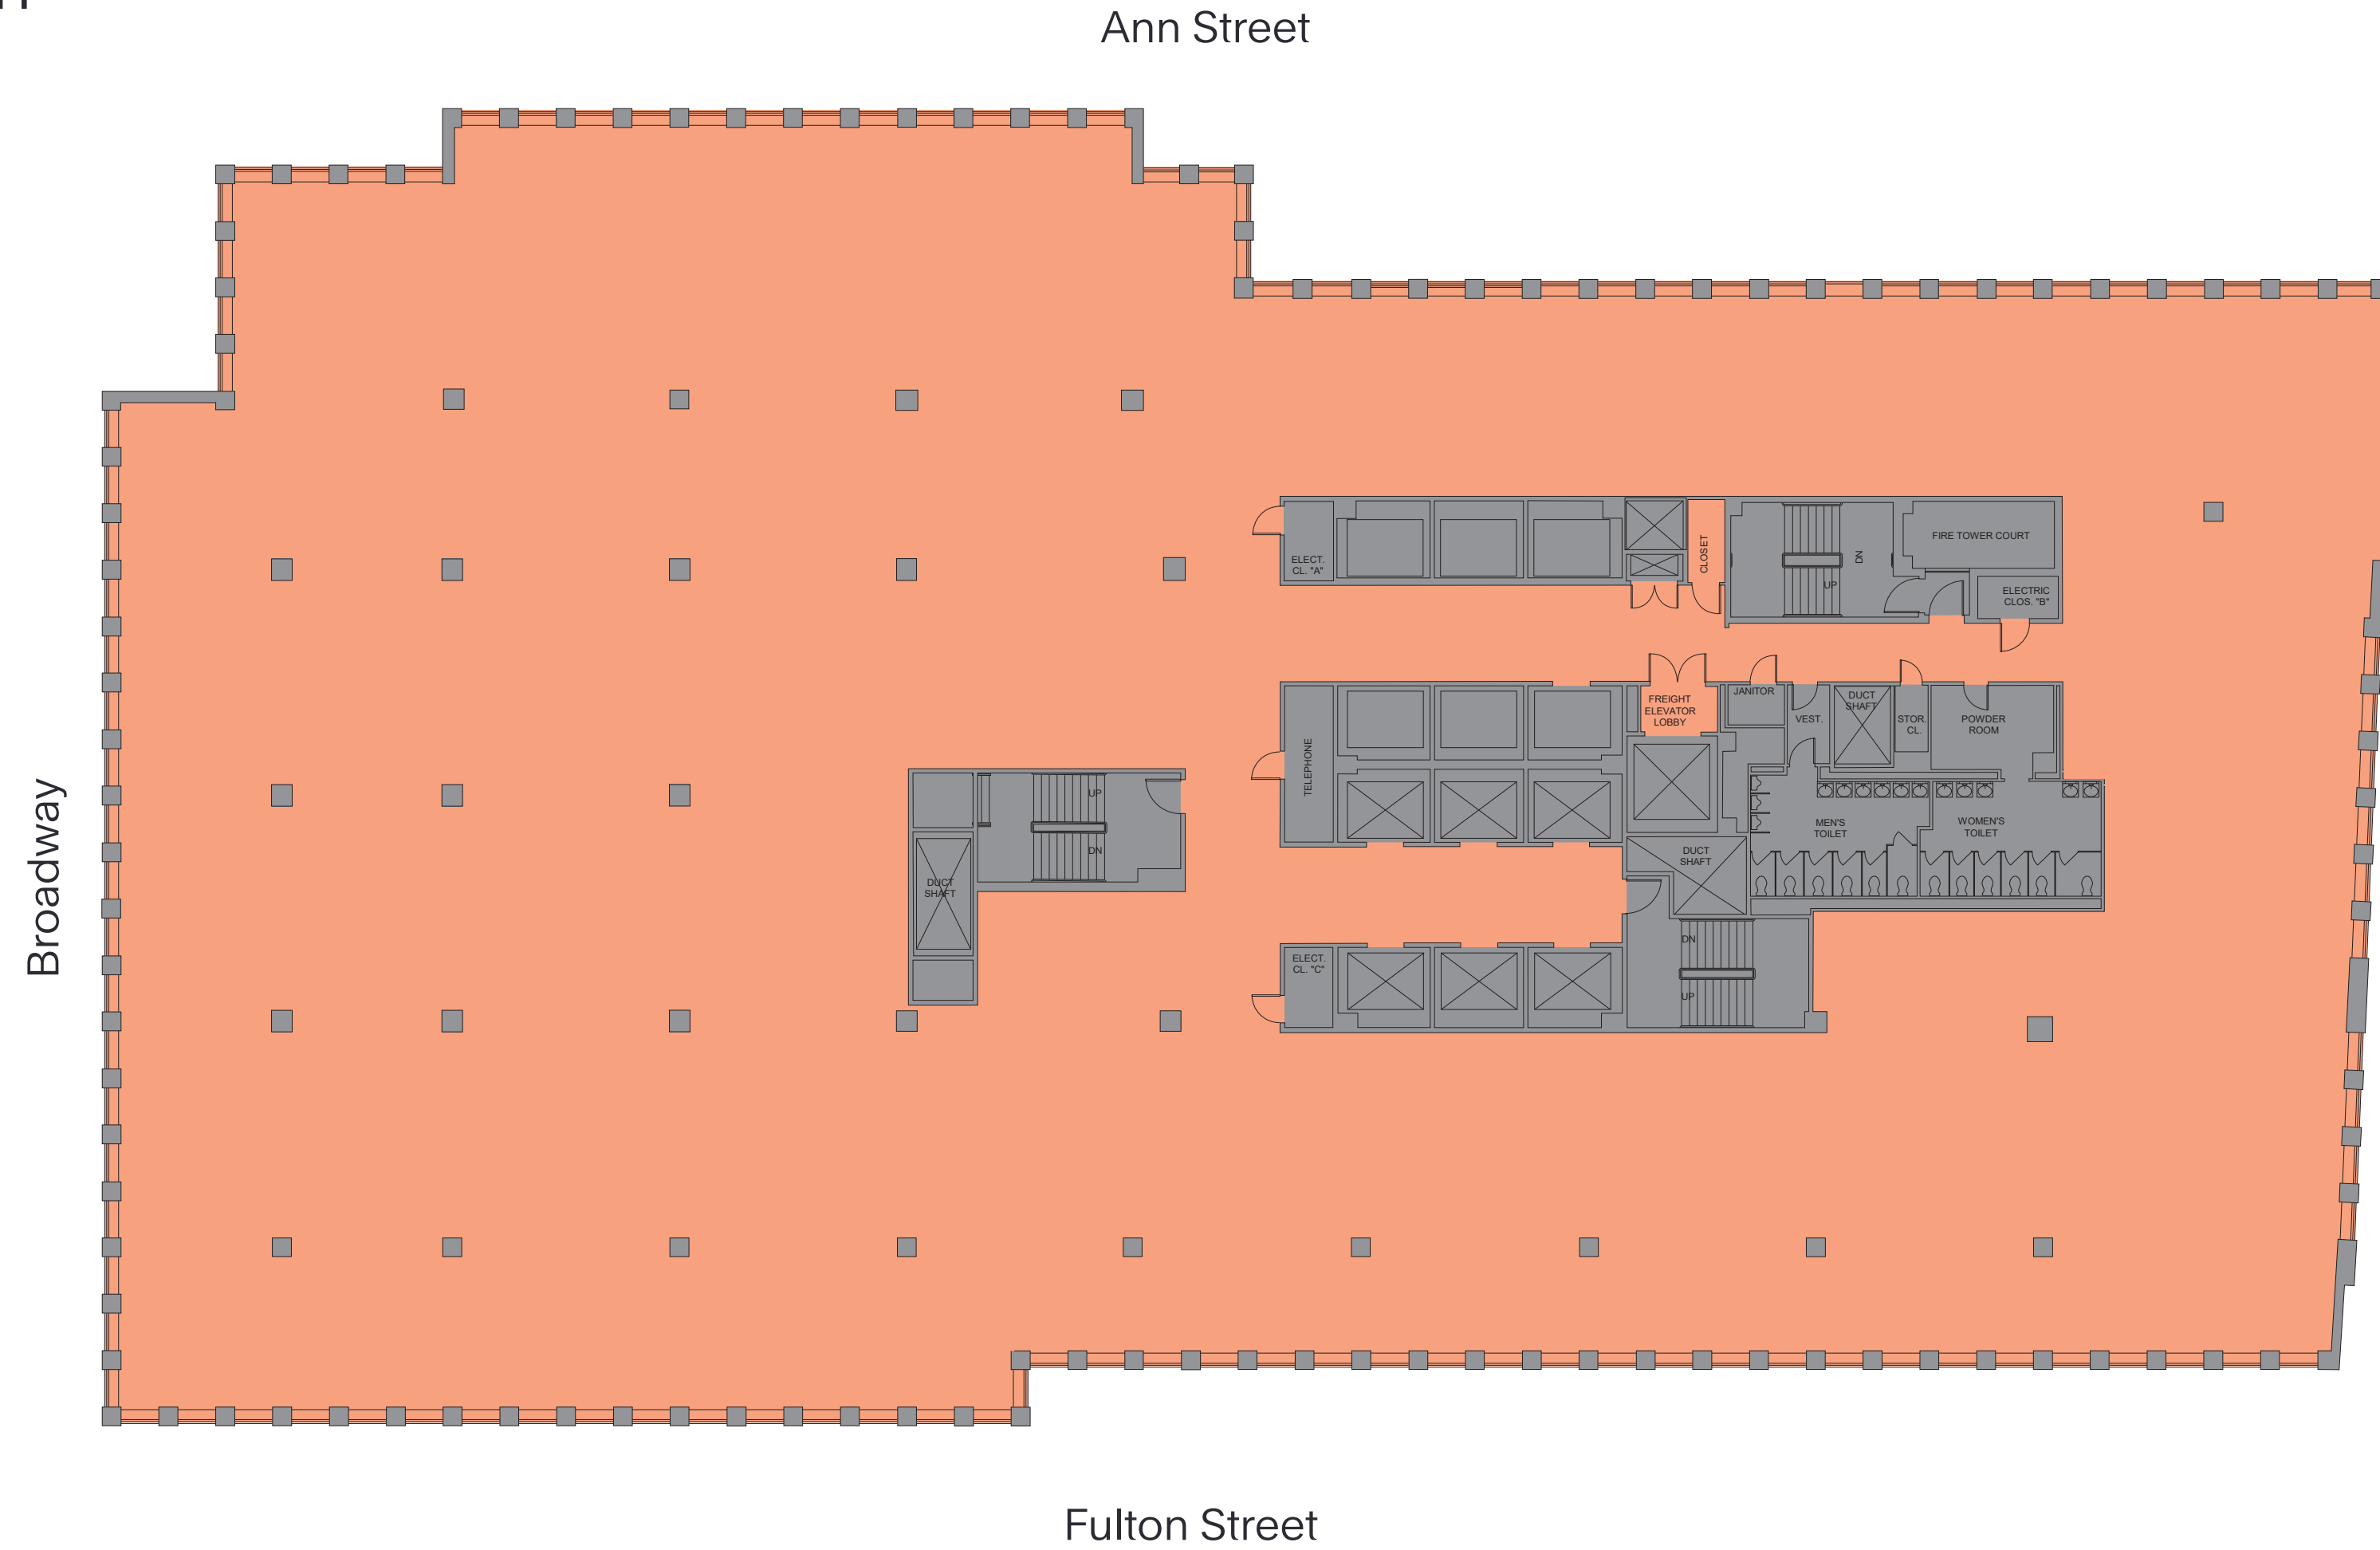 Ann Street
ELECT.
CL. "A"
CLOSET
UP
DN
FIRE TOWER COURT
ELECTRIC
CLOS. "B"
TELEPHONE
FREIGHT
ELEVATOR
LOBBY
JANITOR
VEST.
DUCT
SHAFT
STOR.
CL.
POWDER
ROOM
Broadway
UP
DN
DUCT
SHAFT
DUCT
SHAFT
MEN'S
TOILET
WOMEN'S
TOILET
ELECT.
CL. "C"
DN
UP
Fulton Street